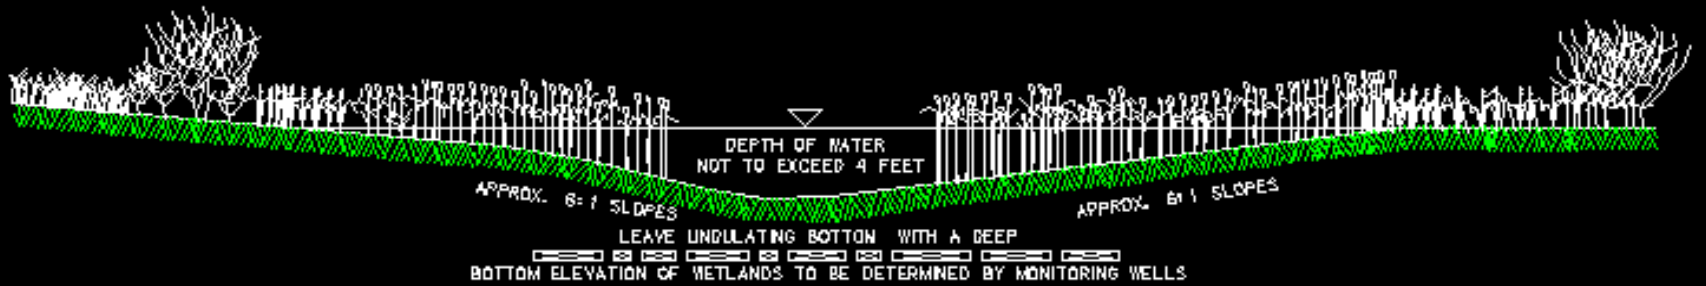 DEPTH OF WATER
NOT TO EXCEED 4 FEET
APPROX. 6:1 SLOPES
APPROX. 6:1 SLOPES
LEAVE UNDULATING BOTTOM WITH A DEEP
BOTTOM ELEVATION OF WETLANDS TO BE DETERMINED BY MONITORING WELLS